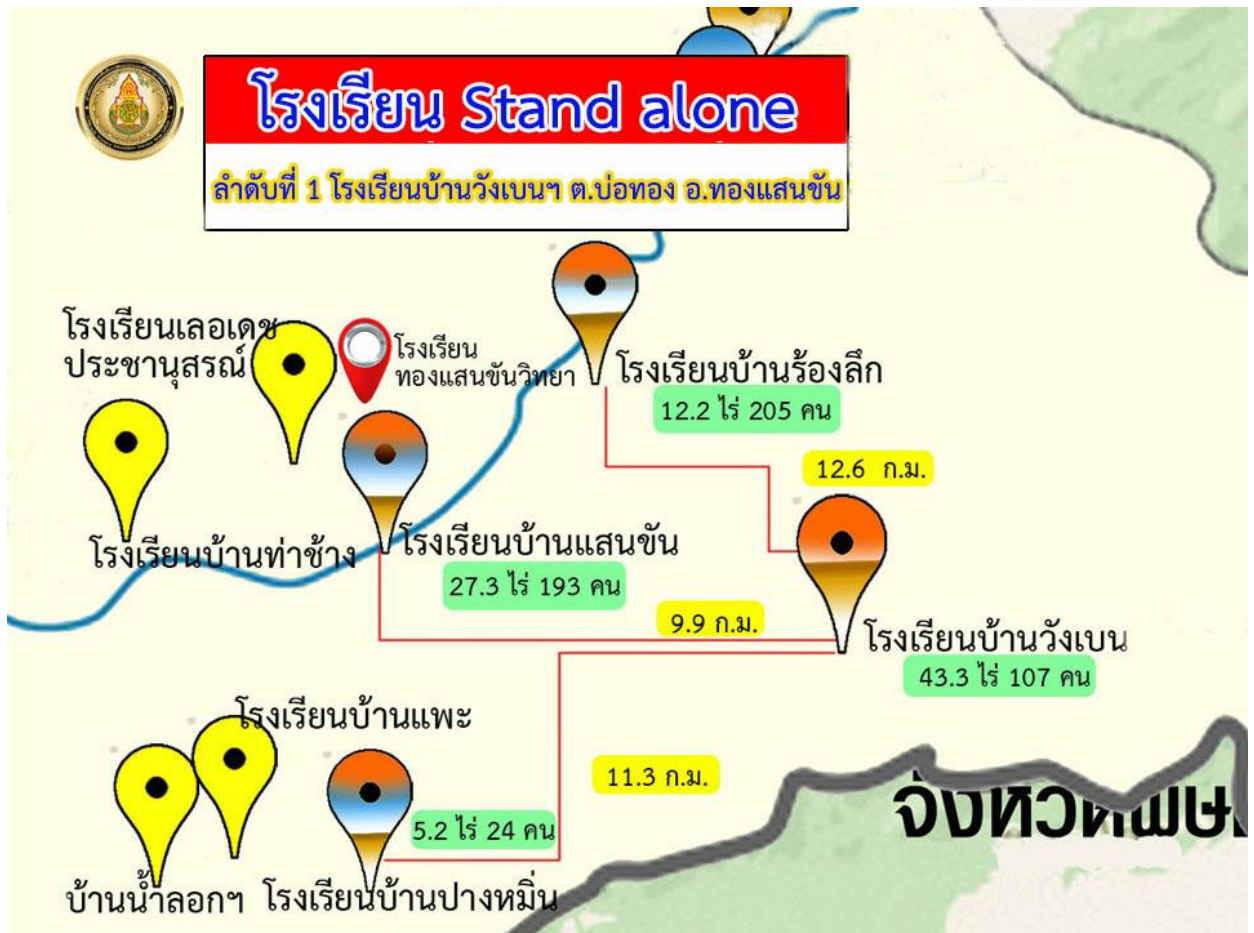 โรงเรียน Stand alone
ลำดับที่ 1 โรงเรียนบ้านวังเบนฯ ต.บ่อทอง อ.ทองแสนขัน
โรงเรียนเลอเดช
ประชานุสรณ์
โรงเรียน
ทองแสนขันวิทยา
โรงเรียนบ้านร้องลึก
12.2 ไร่ 205 คน
12.6 ก.ม.
โรงเรียนบ้านท่าช้าง
โรงเรียนบ้านแสนขัน
27.3 ไร่ 193 คน
9.9 ก.ม.
โรงเรียนบ้านวังเบน
43.3 ไร่ 107 คน
โรงเรียนบ้านแพะ
11.3 ก.ม.
5.2 ไร่ 24 คน
บ้านน้ำลอกฯ
โรงเรียนบ้านปางหมิ่น